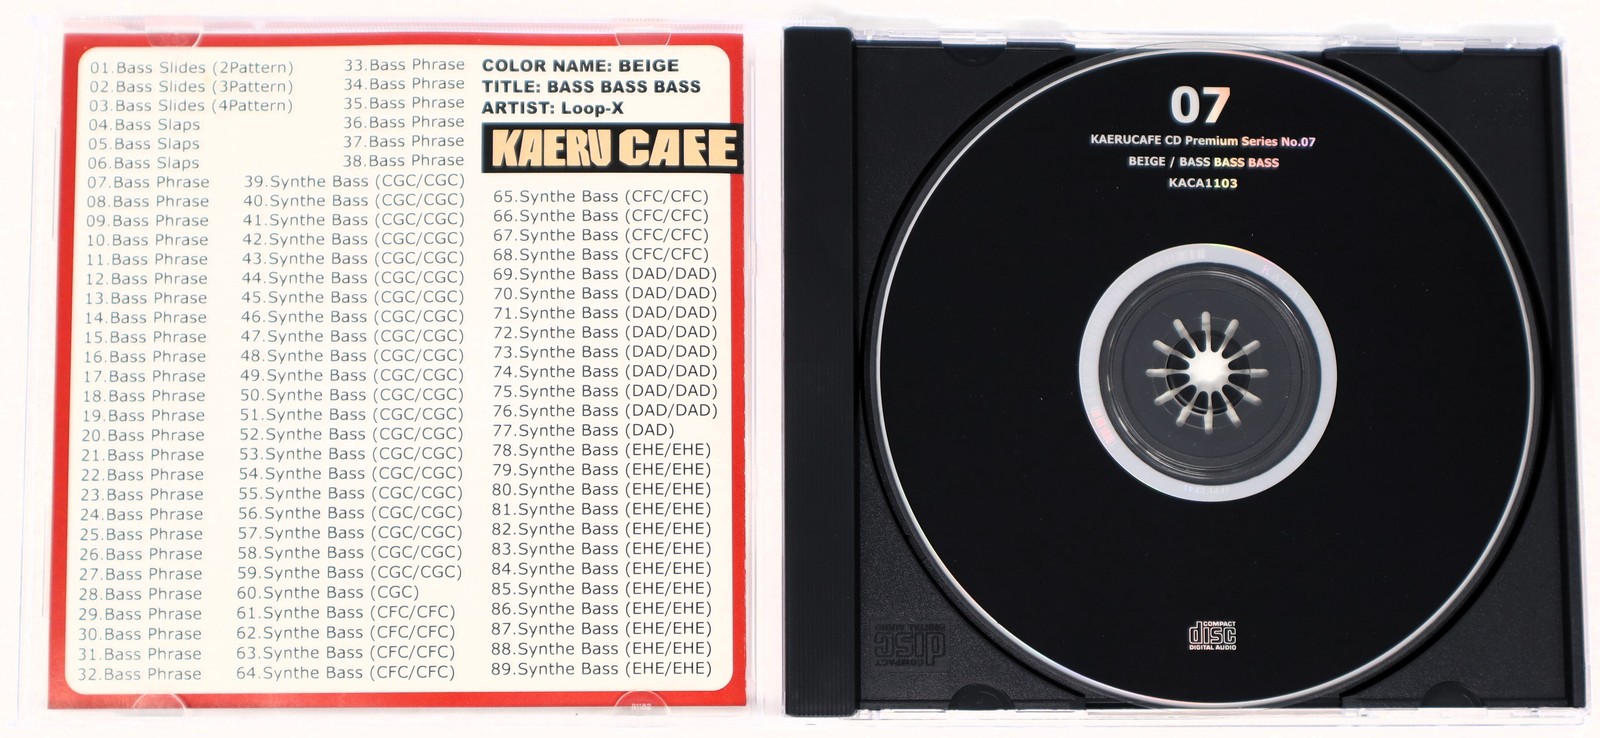 01.Bass Slides (2Pattern)
02.Bass Slides (3Pattern)
03.Bass Slides (4Pattern)
04.Bass Slaps
05.Bass Slaps
06.Bass Slaps
07.Bass Phrase
08.Bass Phrase
09.Bass Phrase
10.Bass Phrase
11.Bass Phrase
12.Bass Phrase
13.Bass Phrase
14.Bass Phrase
15.Bass Phrase
16.Bass Phrase
17.Bass Phrase
18.Bass Phrase
19.Bass Phrase
20.Bass Phrase
21.Bass Phrase
22.Bass Phrase
23.Bass Phrase
24.Bass Phrase
25.Bass Phrase
26.Bass Phrase
27.Bass Phrase
28.Bass Phrase
29.Bass Phrase
30.Bass Phrase
31.Bass Phrase
32.Bass Phrase
33.Bass Phrase
34.Bass Phrase
35.Bass Phrase
36.Bass Phrase
37.Bass Phrase
38.Bass Phrase
39.Synthe Bass (CGC/CGC)
40.Synthe Bass (CGC/CGC)
41.Synthe Bass (CGC/CGC)
42.Synthe Bass (CGC/CGC)
43.Synthe Bass (CGC/CGC)
44.Synthe Bass (CGC/CGC)
45.Synthe Bass (CGC/CGC)
46.Synthe Bass (CGC/CGC)
47.Synthe Bass (CGC/CGC)
48.Synthe Bass (CGC/CGC)
49.Synthe Bass (CGC/CGC)
50.Synthe Bass (CGC/CGC)
51.Synthe Bass (CGC/CGC)
52.Synthe Bass (CGC/CGC)
53.Synthe Bass (CGC/CGC)
54.Synthe Bass (CGC/CGC)
55.Synthe Bass (CGC/CGC)
56.Synthe Bass (CGC/CGC)
57.Synthe Bass (CGC/CGC)
58.Synthe Bass (CGC/CGC)
59.Synthe Bass (CGC/CGC)
60.Synthe Bass (CGC)
61.Synthe Bass (CFC/CFC)
62.Synthe Bass (CFC/CFC)
63.Synthe Bass (CFC/CFC)
64.Synthe Bass (CFC/CFC)
COLOR NAME: BEIGE
TITLE: BASS BASS BASS
ARTIST: Loop-X
KAERU CAFE
65.Synthe Bass (CFC/CFC)
66.Synthe Bass (CFC/CFC)
67.Synthe Bass (CFC/CFC)
68.Synthe Bass (CFC/CFC)
69.Synthe Bass (DAD/DAD)
70.Synthe Bass (DAD/DAD)
71.Synthe Bass (DAD/DAD)
72.Synthe Bass (DAD/DAD)
73.Synthe Bass (DAD/DAD)
74.Synthe Bass (DAD/DAD)
75.Synthe Bass (DAD/DAD)
76.Synthe Bass (DAD/DAD)
77.Synthe Bass (DAD)
78.Synthe Bass (EHE/EHE)
79.Synthe Bass (EHE/EHE)
80.Synthe Bass (EHE/EHE)
81.Synthe Bass (EHE/EHE)
82.Synthe Bass (EHE/EHE)
83.Synthe Bass (EHE/EHE)
84.Synthe Bass (EHE/EHE)
85.Synthe Bass (EHE/EHE)
86.Synthe Bass (EHE/EHE)
87.Synthe Bass (EHE/EHE)
88.Synthe Bass (EHE/EHE)
89.Synthe Bass (EHE/EHE)
07
KAERUCAFE CD Premium Series No.07
BEIGE / BASS BASS BASS
KACA1103
COMPACT
disc
DIGITAL AUDIO
COMPACT
disc
DIGITAL AUDIO